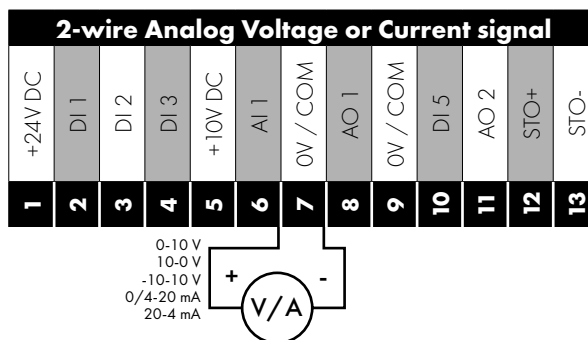 2-wire Analog Voltage or Current signal
+24V DC
DI 1
DI 2
DI 3
+10V DC
AI 1
0V / COM
AO 1
0V / COM
DI 5
AO 2
STO+
STO-
1 2 3 4 5 6 7 8 9 10 11 12 13
0-10 V
10-0 V
-10-10 V
0/4-20 mA
20-4 mA
+ -
V/A